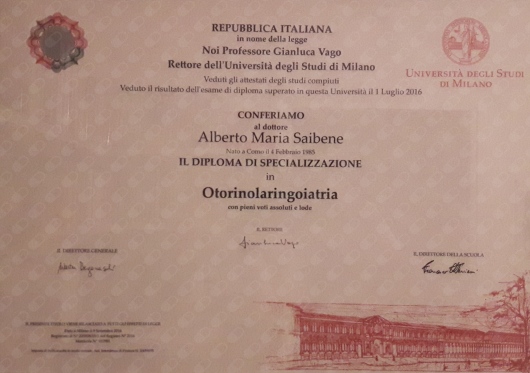 REPUBBLICA ITALIANA
in nome della legge
Noi Professore Gianluca Vago
Rettore dell'Università degli Studi di Milano
Veduti gli attestati degli studi compiuti
Veduto il risultato dell'esame di diploma superato in questa Università il 1 Luglio 2016
UNIVERSITÀ DEGLI STUDI
DI MILANO
CONFERIAMO
al dottore
Alberto Maria Saibene
Nato a Como il 4 Febbraio 1985
IL DIPLOMA DI SPECIALIZZAZIONE
in
Otorinolaringoiatria
con pieni voti assoluti e lode
IL RETTORE
IL DIRETTORE GENERALE
IL DIRETTORE DELLA SCUOLA